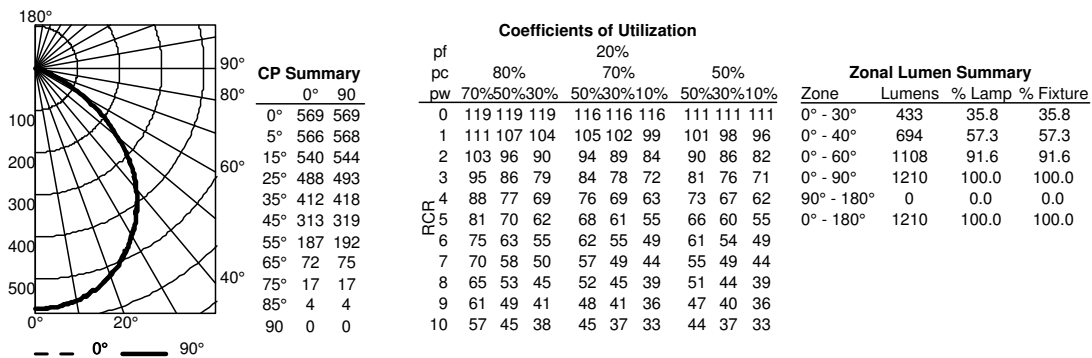 180°
90°
80°
60°
40°
20°
0°
100
200
300
400
500
0° 90°
CP Summary
0° 90
0° 569 569
5° 566 568
15° 540 544
25° 488 493
35° 412 418
45° 313 319
55° 187 192
65° 72 75
75° 17 17
85° 4 4
90 0 0
Coefficients of Utilization
pf 20%
pc 80% 70% 50%
pw 70%50%30% 50%30%10% 50%30%10%
RCR
0 119 119 119 116 116 116 111 111 111
1 111 107 104 105 102 99 101 98 96
2 103 96 90 94 89 84 90 86 82
3 95 86 79 84 78 72 81 76 71
4 88 77 69 76 69 63 73 67 62
5 81 70 62 68 61 55 66 60 55
6 75 63 55 62 55 49 61 54 49
7 70 58 50 57 49 44 55 49 44
8 65 53 45 52 45 39 51 44 39
9 61 49 41 48 41 36 47 40 36
10 57 45 38 45 37 33 44 37 33
Zonal Lumen Summary
Zone Lumens % Lamp % Fixture
0° - 30° 433 35.8 35.8
0° - 40° 694 57.3 57.3
0° - 60° 1108 91.6 91.6
0° - 90° 1210 100.0 100.0
90° - 180° 0 0.0 0.0
0° - 180° 1210 100.0 100.0